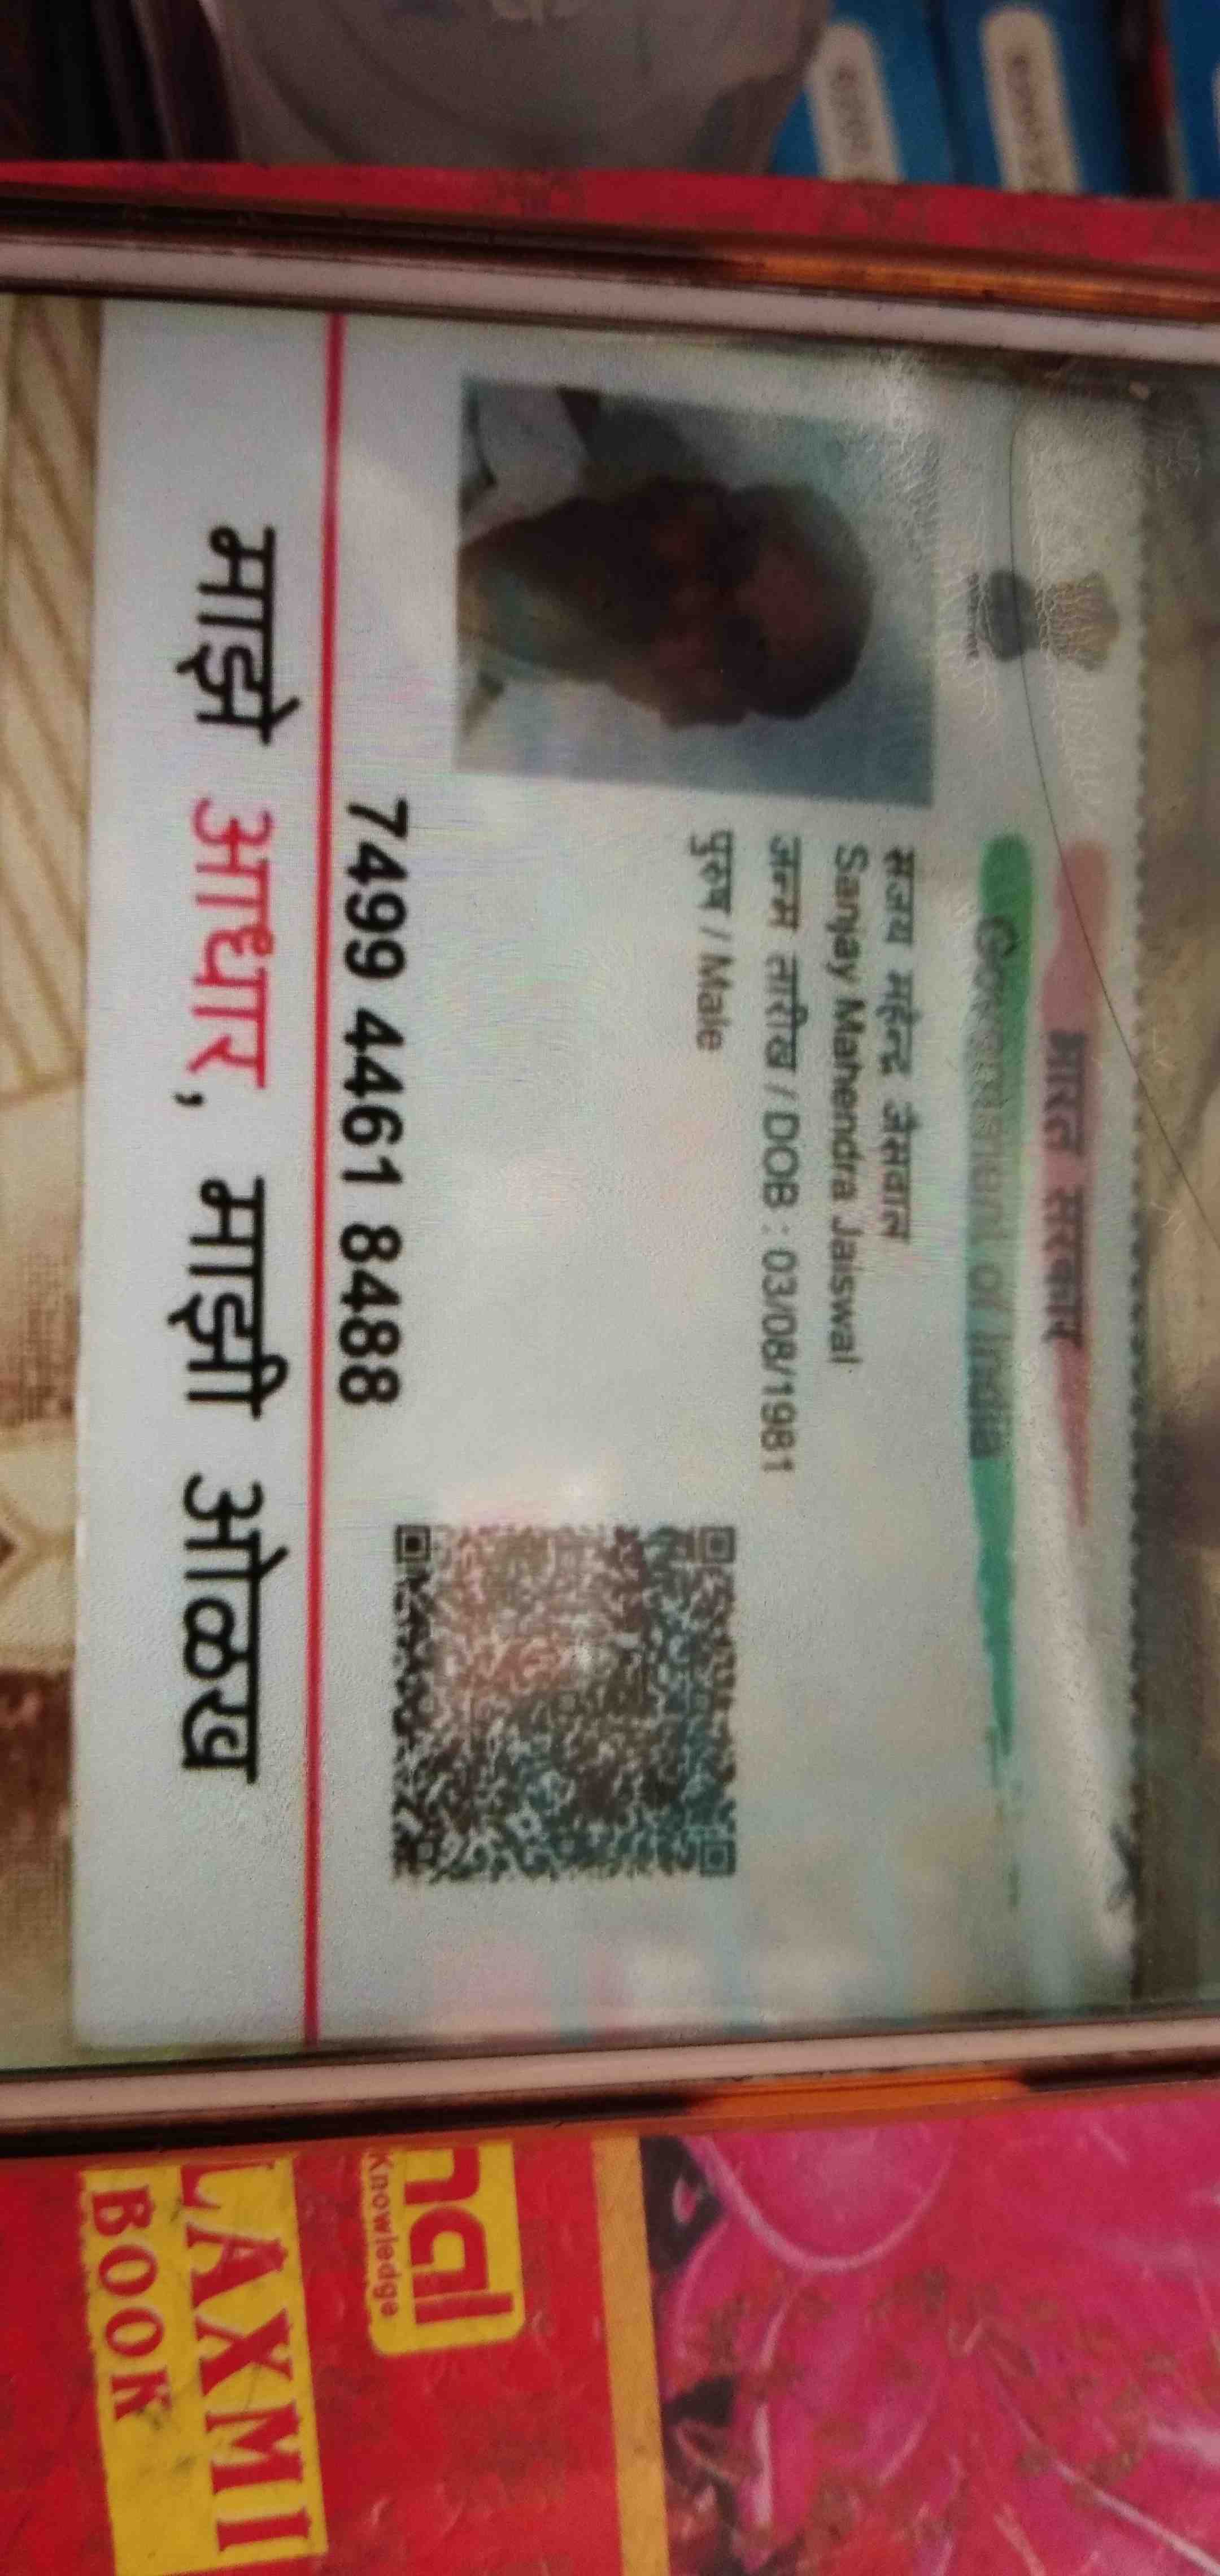 भारत सरकार
Government of India
संजय महेन्द्र जैसवाल
Sanjay Mahendra Jaiswal
जन्म तारीख / DOB : 03/08/1981
पुरुष / Male
7499 4461 8488
माझे आधार, माझी ओळख
nal
Knowledge
LAXMI
BOOK